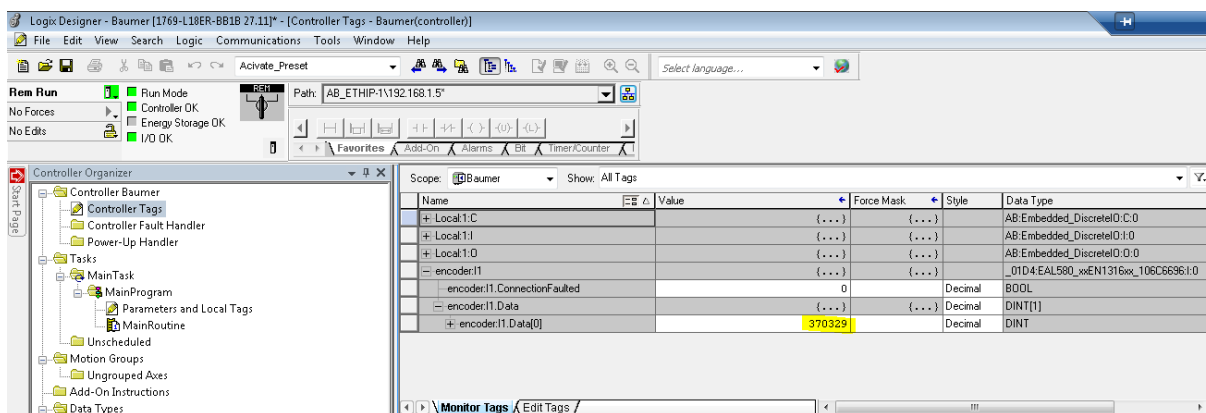 Logix Designer - Baumer [1769-L18ER-BB1B 27.11]* - [Controller Tags - Baumer(controller)]
File Edit View Search Logic Communications Tools Window Help
Acivate_Preset
Select language...
Rem Run
Run Mode
REM
Path: AB_ETHIP-1\192.168.1.5*
No Forces
Controller OK
Energy Storage OK
No Edits
I/O OK
Favorites Add-On Alarms Bit Timer/Counter
Start Page
Controller Organizer
Controller Baumer
Controller Tags
Controller Fault Handler
Power-Up Handler
Tasks
MainTask
MainProgram
Parameters and Local Tags
MainRoutine
Unscheduled
Motion Groups
Ungrouped Axes
Add-On Instructions
Data Types
Scope: Baumer Show: All Tags
Name Value Force Mask Style Data Type
Local:1:C {...} {...} AB:Embedded_DiscreteIO:C:0
Local:1:I {...} {...} AB:Embedded_DiscreteIO:I:0
Local:1:O {...} {...} AB:Embedded_DiscreteIO:O:0
encoder:I1 {...} {...} _01D4:EAL580_xxEN1316xx_106C6696:I:0
encoder:I1.ConnectionFaulted 0 Decimal BOOL
encoder:I1.Data {...} {...} Decimal DINT[1]
encoder:I1.Data[0] 370329 Decimal DINT
Monitor Tags Edit Tags